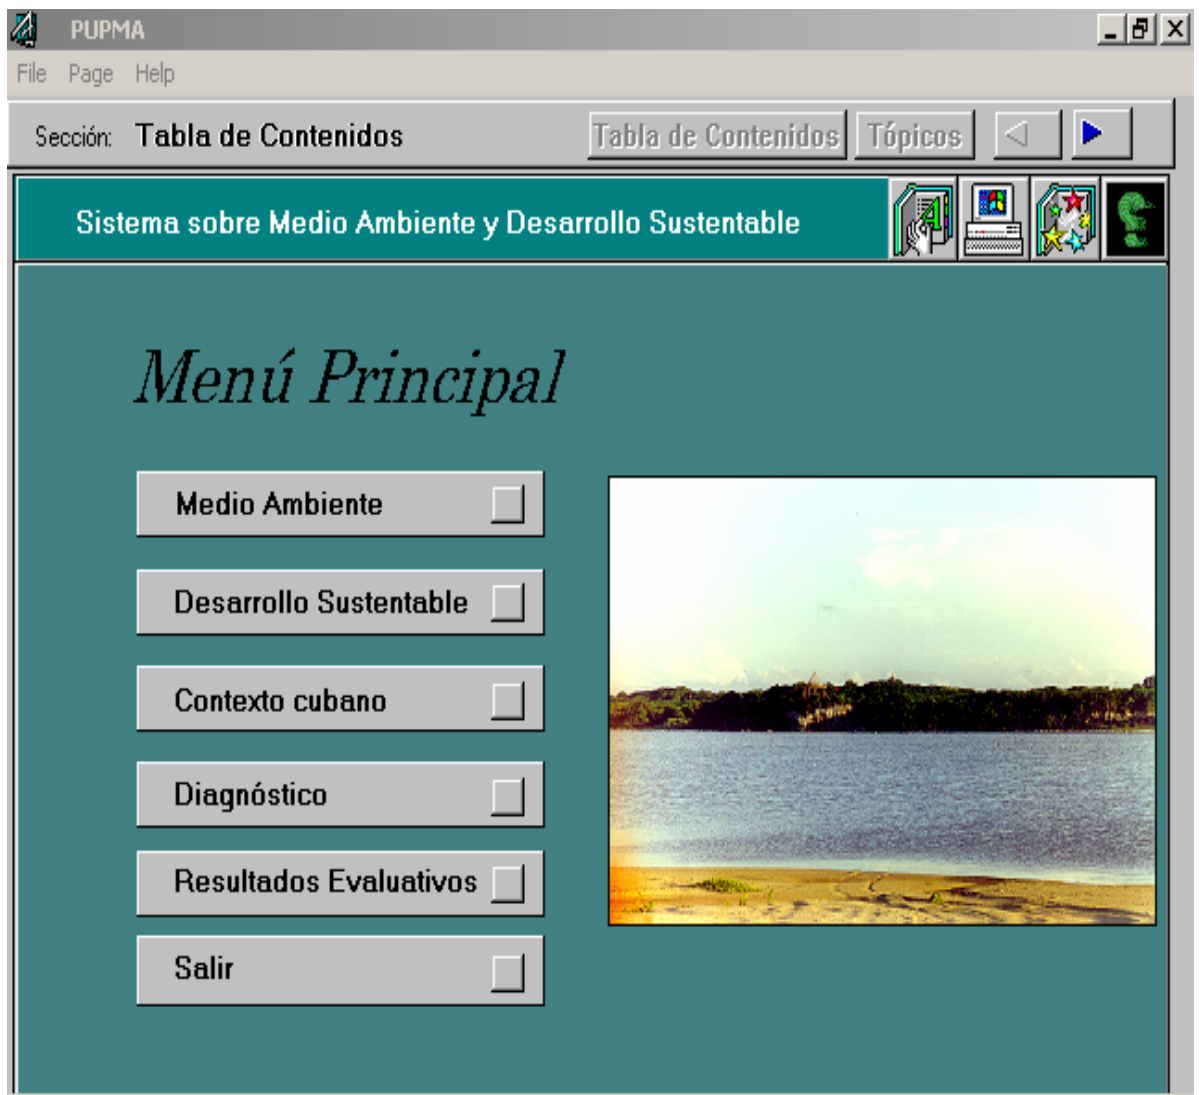 PUPMA
File Page Help
Sección: Tabla de Contenidos Tabla de Contenidos Tópicos
Sistema sobre Medio Ambiente y Desarrollo Sustentable
Menú Principal
Medio Ambiente
Desarrollo Sustentable
Contexto cubano
Diagnóstico
Resultados Evaluativos
Salir